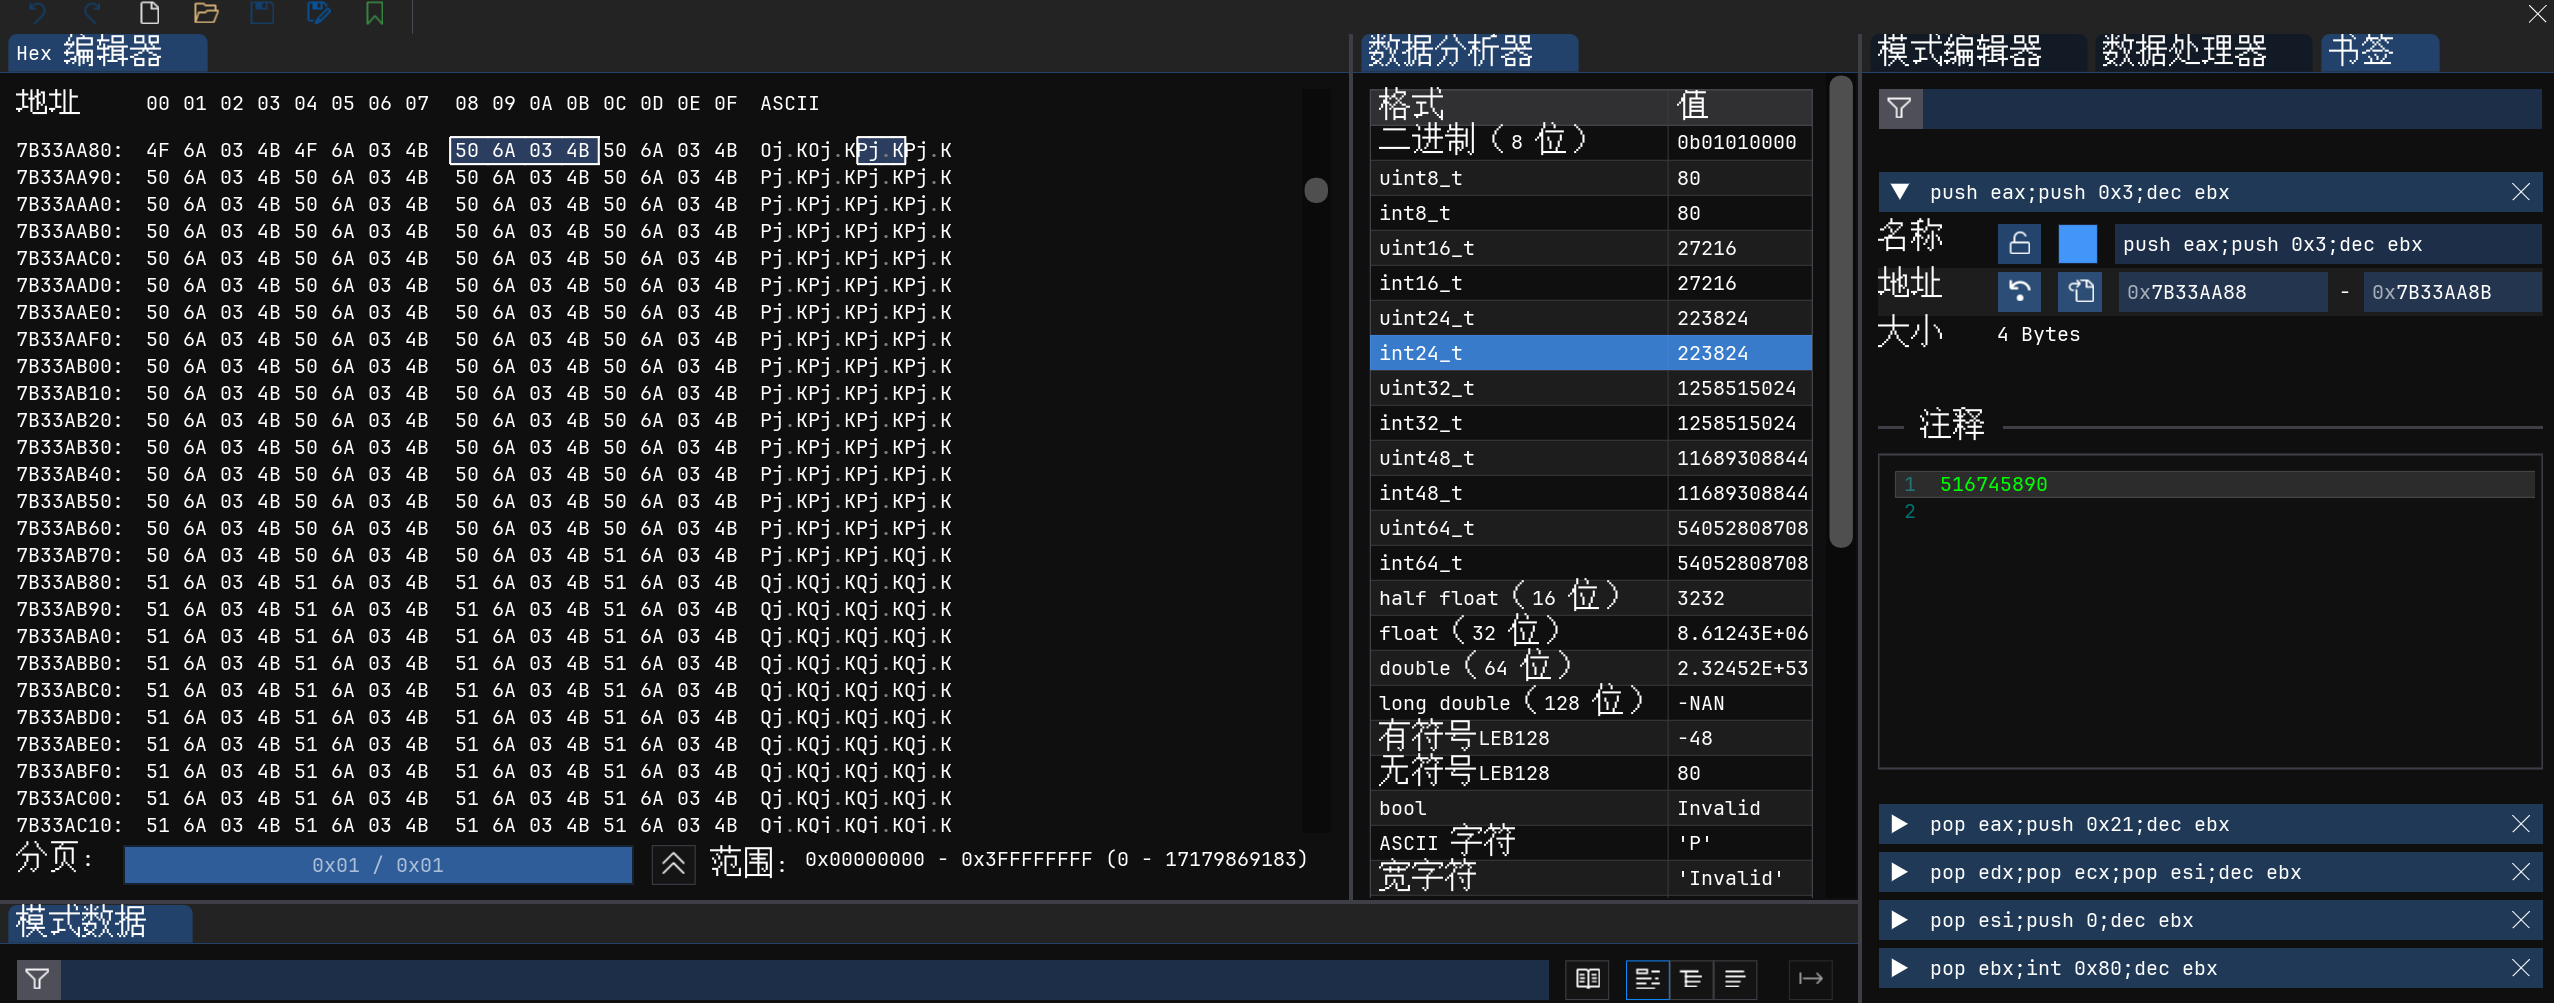 Hex 编辑器
地址 00 01 02 03 04 05 06 07 08 09 0A 0B 0C 0D 0E 0F ASCII
7B33AA80: 4F 6A 03 4B 4F 6A 03 4B 50 6A 03 4B 50 6A 03 4B Oj.KOj.KPj.KPj.K
7B33AA90: 50 6A 03 4B 50 6A 03 4B 50 6A 03 4B 50 6A 03 4B Pj.KPj.KPj.KPj.K
7B33AAA0: 50 6A 03 4B 50 6A 03 4B 50 6A 03 4B 50 6A 03 4B Pj.KPj.KPj.KPj.K
7B33AAB0: 50 6A 03 4B 50 6A 03 4B 50 6A 03 4B 50 6A 03 4B Pj.KPj.KPj.KPj.K
7B33AAC0: 50 6A 03 4B 50 6A 03 4B 50 6A 03 4B 50 6A 03 4B Pj.KPj.KPj.KPj.K
7B33AAD0: 50 6A 03 4B 50 6A 03 4B 50 6A 03 4B 50 6A 03 4B Pj.KPj.KPj.KPj.K
7B33AAE0: 50 6A 03 4B 50 6A 03 4B 50 6A 03 4B 50 6A 03 4B Pj.KPj.KPj.KPj.K
7B33AAF0: 50 6A 03 4B 50 6A 03 4B 50 6A 03 4B 50 6A 03 4B Pj.KPj.KPj.KPj.K
7B33AB00: 50 6A 03 4B 50 6A 03 4B 50 6A 03 4B 50 6A 03 4B Pj.KPj.KPj.KPj.K
7B33AB10: 50 6A 03 4B 50 6A 03 4B 50 6A 03 4B 50 6A 03 4B Pj.KPj.KPj.KPj.K
7B33AB20: 50 6A 03 4B 50 6A 03 4B 50 6A 03 4B 50 6A 03 4B Pj.KPj.KPj.KPj.K
7B33AB30: 50 6A 03 4B 50 6A 03 4B 50 6A 03 4B 50 6A 03 4B Pj.KPj.KPj.KPj.K
7B33AB40: 50 6A 03 4B 50 6A 03 4B 50 6A 03 4B 50 6A 03 4B Pj.KPj.KPj.KPj.K
7B33AB50: 50 6A 03 4B 50 6A 03 4B 50 6A 03 4B 50 6A 03 4B Pj.KPj.KPj.KPj.K
7B33AB60: 50 6A 03 4B 50 6A 03 4B 50 6A 03 4B 50 6A 03 4B Pj.KPj.KPj.KPj.K
7B33AB70: 50 6A 03 4B 50 6A 03 4B 50 6A 03 4B 51 6A 03 4B Pj.KPj.KPj.KQj.K
7B33AB80: 51 6A 03 4B 51 6A 03 4B 51 6A 03 4B 51 6A 03 4B Qj.KQj.KQj.KQj.K
7B33AB90: 51 6A 03 4B 51 6A 03 4B 51 6A 03 4B 51 6A 03 4B Qj.KQj.KQj.KQj.K
7B33ABA0: 51 6A 03 4B 51 6A 03 4B 51 6A 03 4B 51 6A 03 4B Qj.KQj.KQj.KQj.K
7B33ABB0: 51 6A 03 4B 51 6A 03 4B 51 6A 03 4B 51 6A 03 4B Qj.KQj.KQj.KQj.K
7B33ABC0: 51 6A 03 4B 51 6A 03 4B 51 6A 03 4B 51 6A 03 4B Qj.KQj.KQj.KQj.K
7B33ABD0: 51 6A 03 4B 51 6A 03 4B 51 6A 03 4B 51 6A 03 4B Qj.KQj.KQj.KQj.K
7B33ABE0: 51 6A 03 4B 51 6A 03 4B 51 6A 03 4B 51 6A 03 4B Qj.KQj.KQj.KQj.K
7B33ABF0: 51 6A 03 4B 51 6A 03 4B 51 6A 03 4B 51 6A 03 4B Qj.KQj.KQj.KQj.K
7B33AC00: 51 6A 03 4B 51 6A 03 4B 51 6A 03 4B 51 6A 03 4B Qj.KQj.KQj.KQj.K
7B33AC10: 51 6A 03 4B 51 6A 03 4B 51 6A 03 4B 51 6A 03 4B Qj.KQj.KQj.KQj.K
分页: 0x01 / 0x01 范围: 0x00000000 - 0x3FFFFFFFF (0 - 17179869183)
模式数据
数据分析器
格式 值
二进制（8 位） 0b01010000
uint8_t 80
int8_t 80
uint16_t 27216
int16_t 27216
uint24_t 223824
int24_t 223824
uint32_t 1258515024
int32_t 1258515024
uint48_t 11689308844
int48_t 11689308844
uint64_t 54052808708
int64_t 54052808708
half float（16 位） 3232
float（32 位） 8.61243E+06
double（64 位） 2.32452E+53
long double（128 位） -NAN
有符号LEB128 -48
无符号LEB128 80
bool Invalid
ASCII 字符 'P'
宽字符 'Invalid'
模式编辑器 数据处理器 书签
push eax;push 0x3;dec ebx
名称 push eax;push 0x3;dec ebx
地址 0x7B33AA88 - 0x7B33AA8B
大小 4 Bytes
注释
1 516745890
2
pop eax;push 0x21;dec ebx
pop edx;pop ecx;pop esi;dec ebx
pop esi;push 0;dec ebx
pop ebx;int 0x80;dec ebx